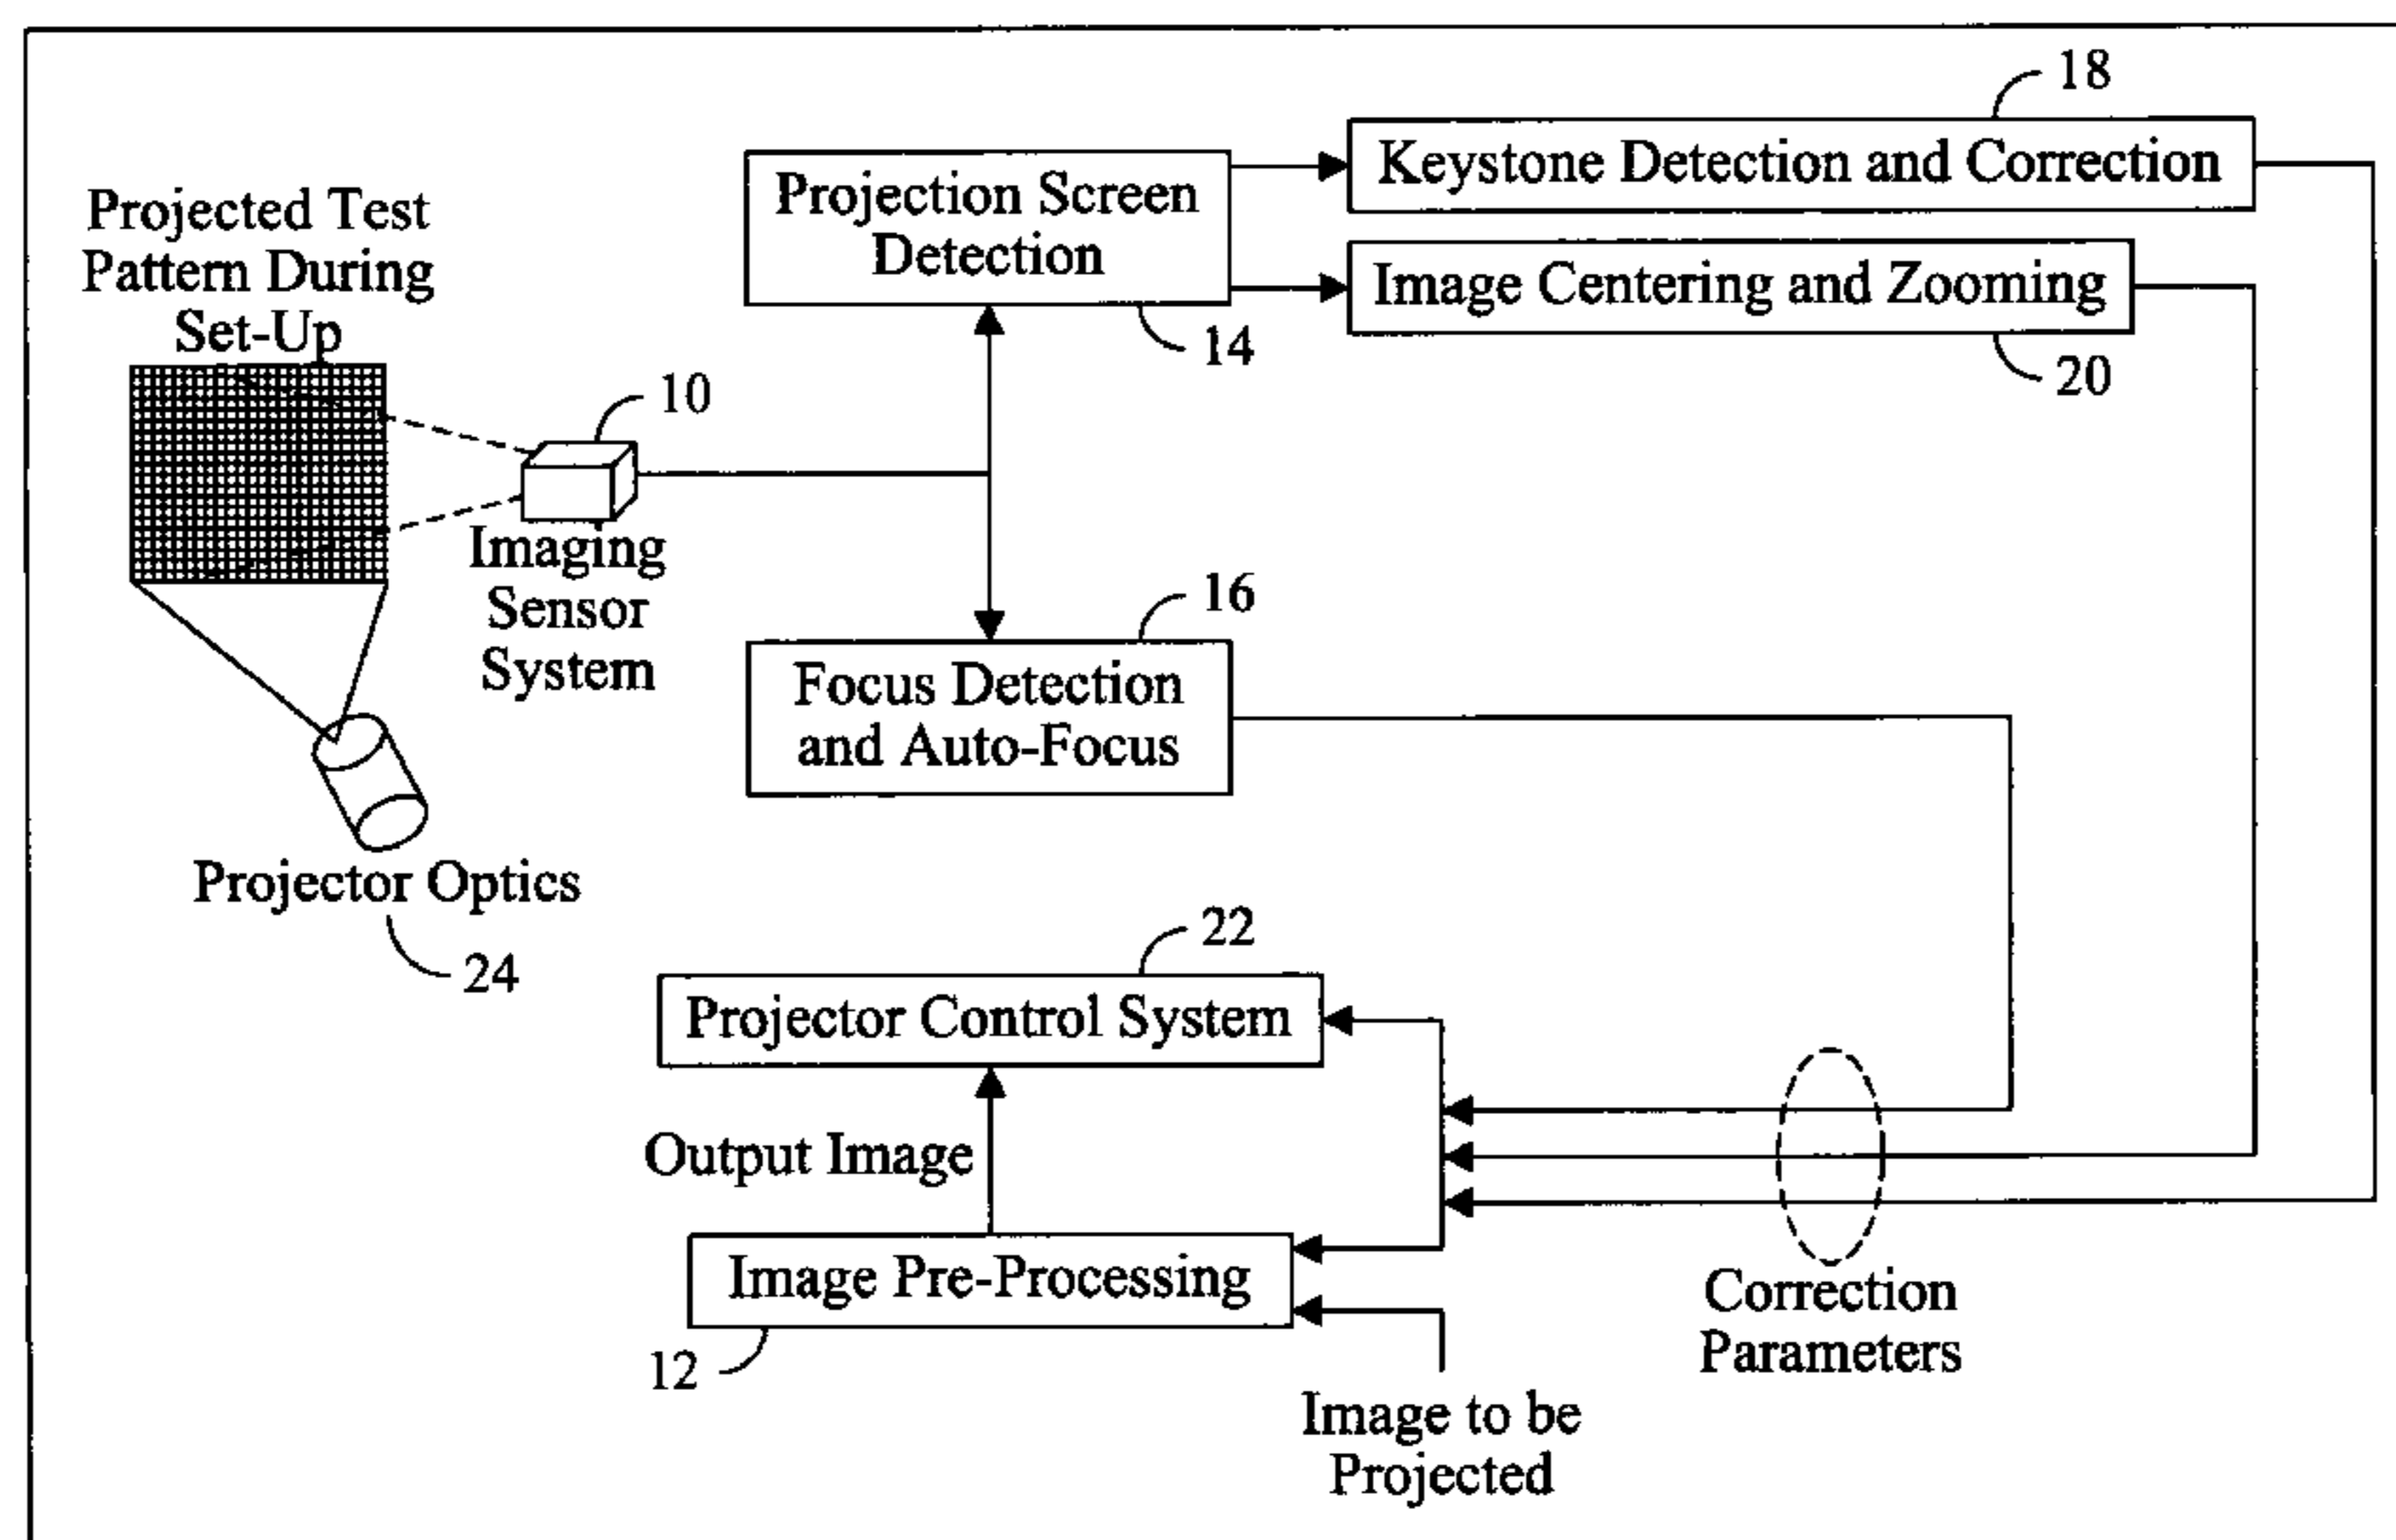 18
Keystone Detection and Correction
Projection Screen
Detection
14
Image Centering and Zooming
20
Projected Test
Pattern During
Set-Up
10
Imaging
Sensor
System
16
Focus Detection
and Auto-Focus
Projector Optics
24
22
Projector Control System
Output Image
Image Pre-Processing
12
Correction
Parameters
Image to be
Projected